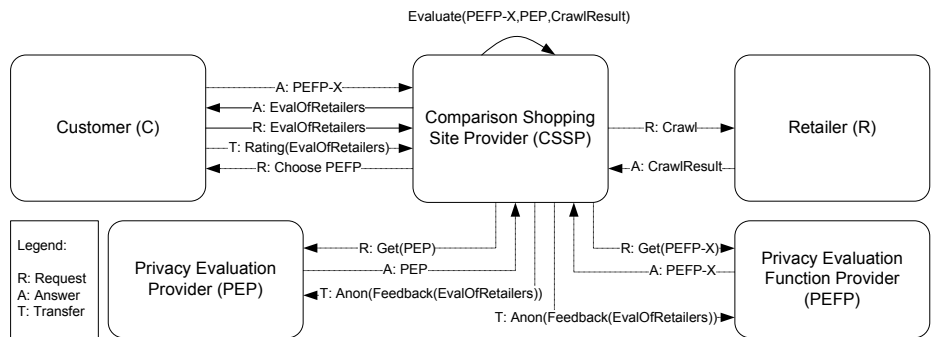 Evaluate(PEFP-X,PEP,CrawlResult)
Customer (C)
A: PEFP-X
A: EvalOfRetailers
R: EvalOfRetailers
T: Rating(EvalOfRetailers)
R: Choose PEFP
Comparison Shopping
Site Provider (CSSP)
R: Crawl
A: CrawlResult
Retailer (R)
Legend:
R: Request
A: Answer
T: Transfer
Privacy Evaluation
Provider (PEP)
R: Get(PEP)
A: PEP
T: Anon(Feedback(EvalOfRetailers))
R: Get(PEFP-X)
A: PEFP-X
T: Anon(Feedback(EvalOfRetailers))
Privacy Evaluation
Function Provider
(PEFP)